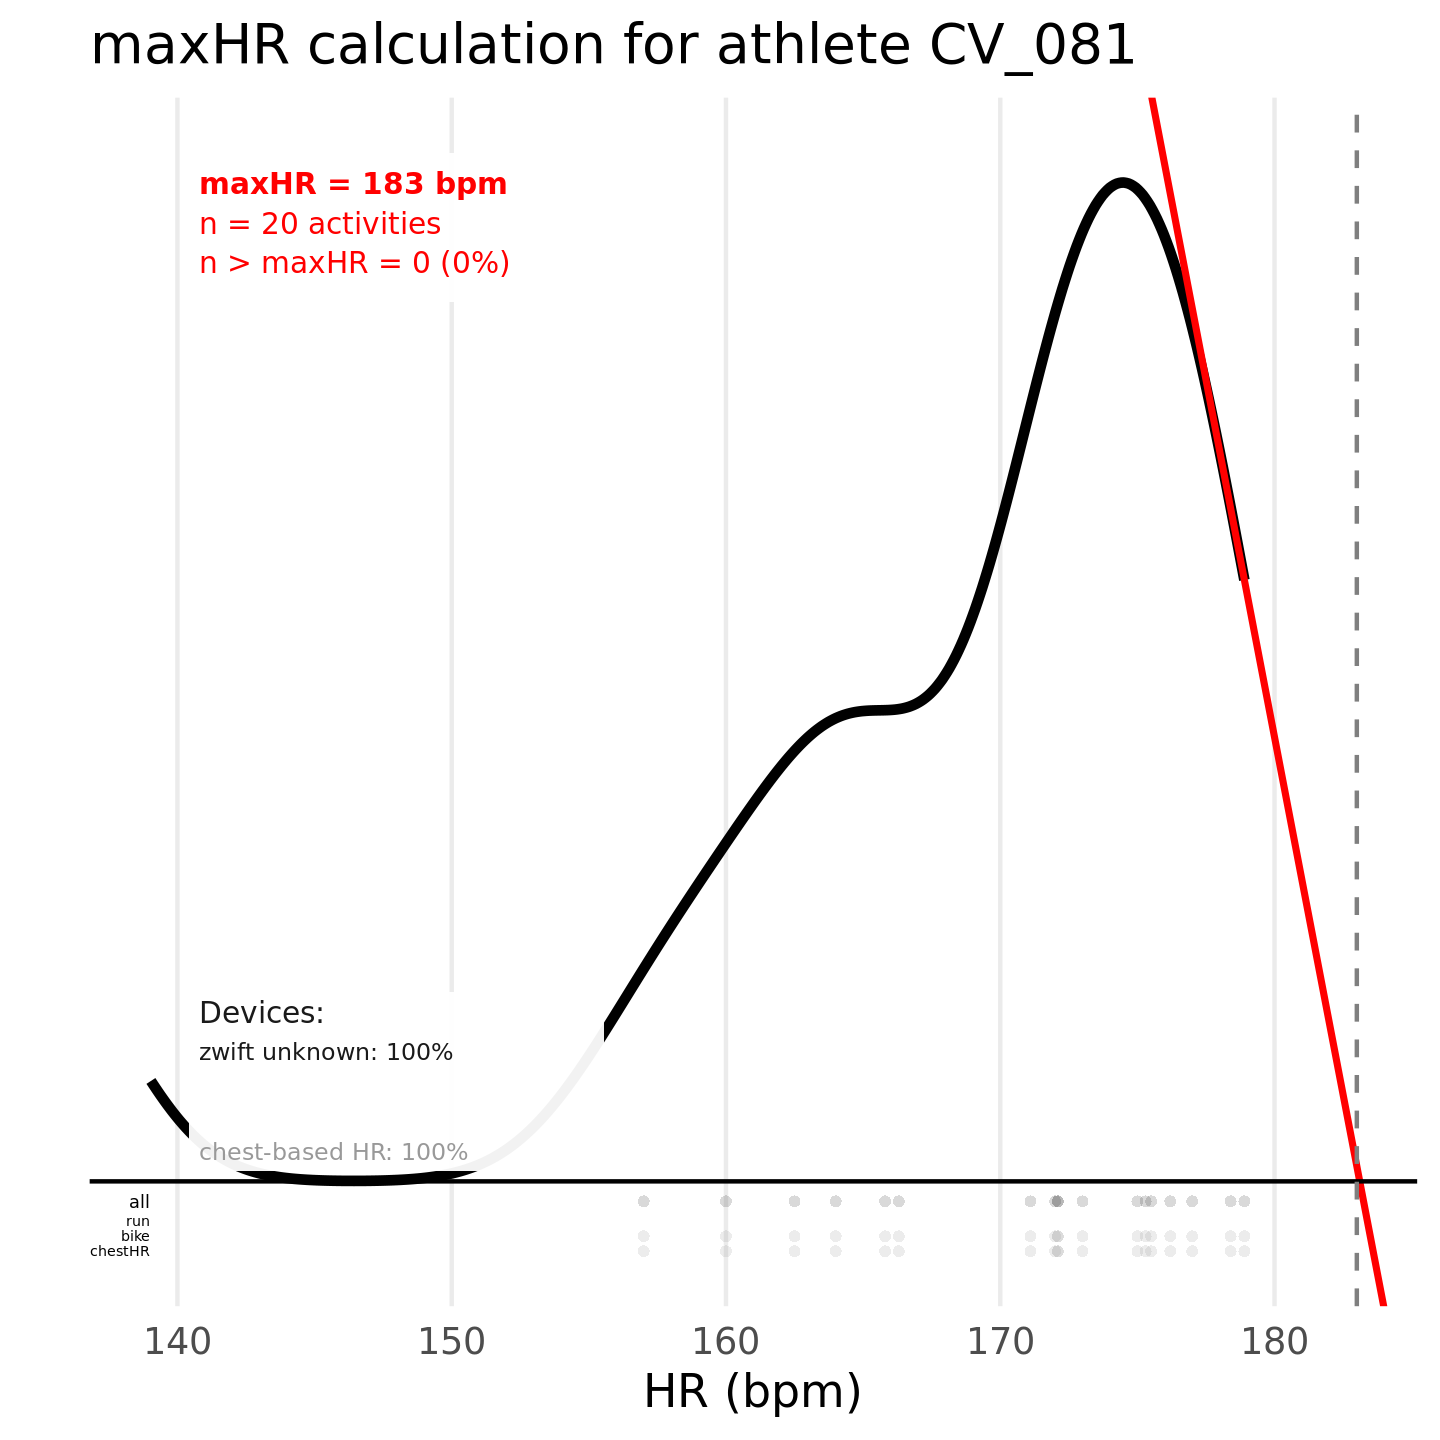 maxHR calculation for athlete CV_081
maxHR = 183 bpm
n = 20 activities
n > maxHR = 0 (0%)
Devices:
zwift unknown: 100%
chest-based HR: 100%
all
run
bike
chestHR
140 150 160 170 180
HR (bpm)